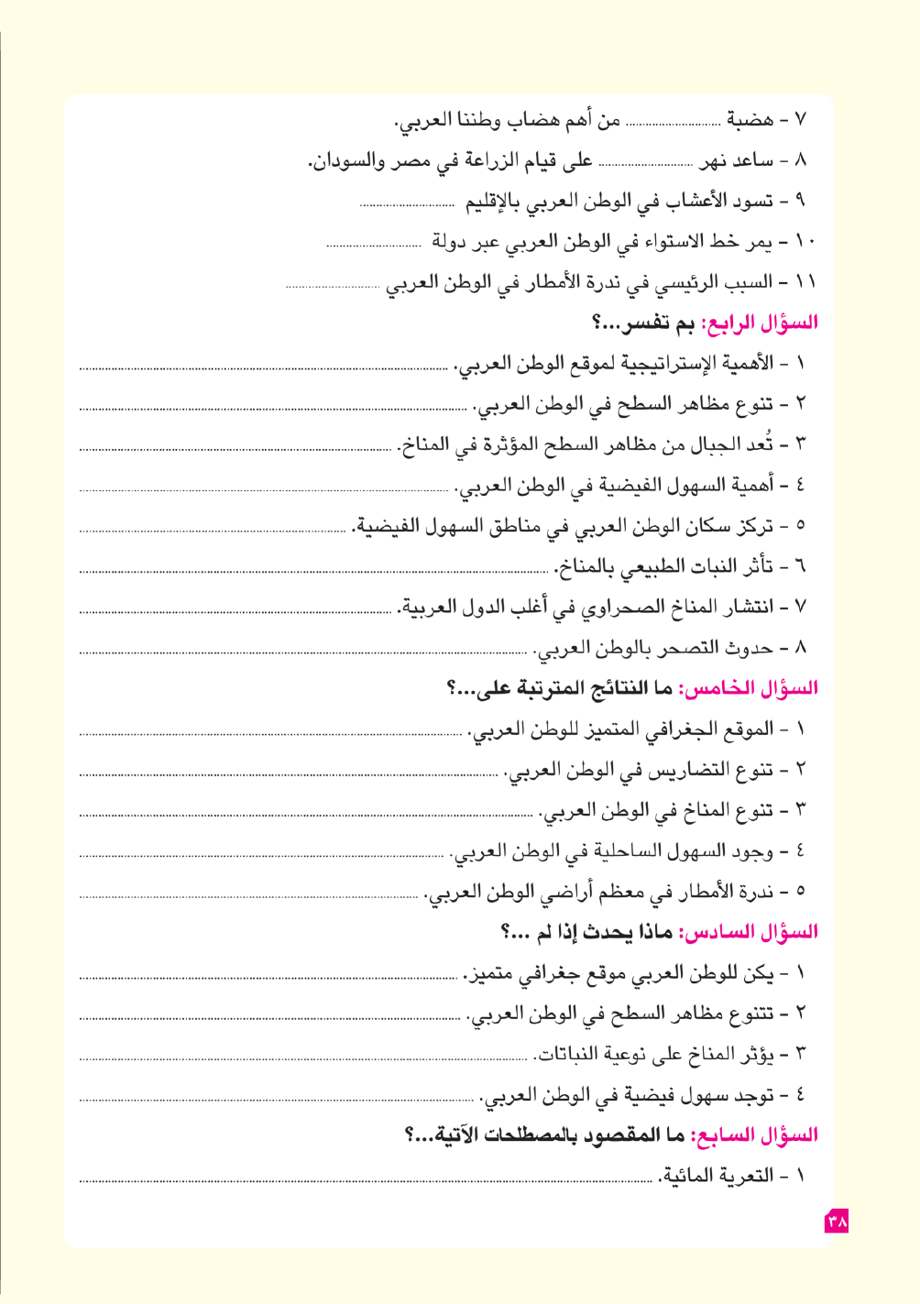 ٧ - هضبة ............................ من أهم هضاب وطننا العربي.
٨ - ساعد نهر ............................ على قيام الزراعة في مصر والسودان.
٩ - تسود الأعشاب في الوطن العربي بالإقليم ............................
١٠ - يمر خط الاستواء في الوطن العربي عبر دولة ............................
١١ - السبب الرئيسي في ندرة الأمطار في الوطن العربي ............................
السؤال الرابع: بم تفسر...؟
١ - الأهمية الإستراتيجية لموقع الوطن العربي. ............................
٢ - تنوع مظاهر السطح في الوطن العربي. ............................
٣ - تُعد الجبال من مظاهر السطح المؤثرة في المناخ. ............................
٤ - أهمية السهول الفيضية في الوطن العربي. ............................
٥ - تركز سكان الوطن العربي في مناطق السهول الفيضية. ............................
٦ - تأثر النبات الطبيعي بالمناخ. ............................
٧ - انتشار المناخ الصحراوي في أغلب الدول العربية. ............................
٨ - حدوث التصحر بالوطن العربي. ............................
السؤال الخامس: ما النتائج المترتبة على...؟
١ - الموقع الجغرافي المتميز للوطن العربي. ............................
٢ - تنوع التضاريس في الوطن العربي. ............................
٣ - تنوع المناخ في الوطن العربي. ............................
٤ - وجود السهول الساحلية في الوطن العربي. ............................
٥ - ندرة الأمطار في معظم أراضي الوطن العربي. ............................
السؤال السادس: ماذا يحدث إذا لم ...؟
١ - يكن للوطن العربي موقع جغرافي متميز. ............................
٢ - تتنوع مظاهر السطح في الوطن العربي. ............................
٣ - يؤثر المناخ على نوعية النباتات. ............................
٤ - توجد سهول فيضية في الوطن العربي. ............................
السؤال السابع: ما المقصود بالمصطلحات الآتية...؟
١ - التعرية المائية. ............................
٣٨